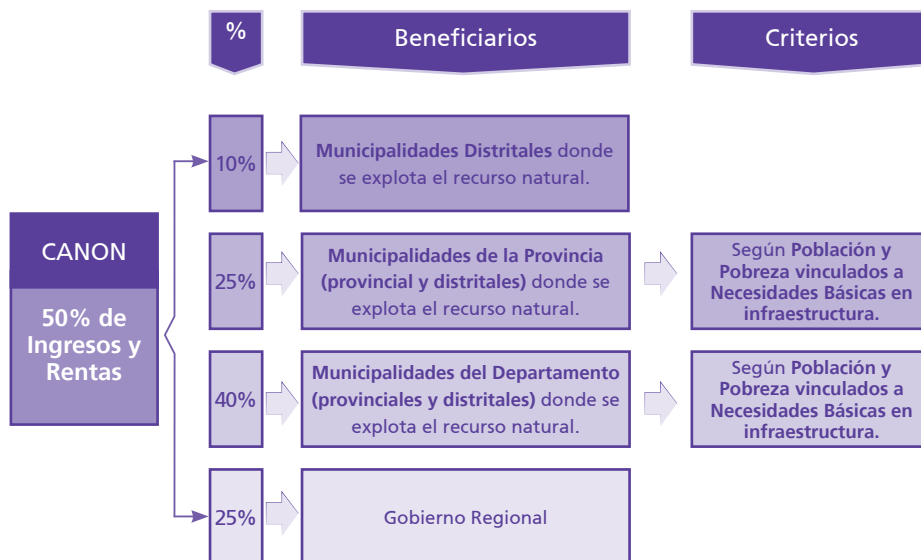 %
Beneficiarios
Criterios
CANON
50% de
Ingresos y
Rentas
10%
Municipalidades Distritales donde
se explota el recurso natural.
25%
Municipalidades de la Provincia
(provincial y distritales) donde se
explota el recurso natural.
Según Población y
Pobreza vinculados a
Necesidades Básicas en
infraestructura.
40%
Municipalidades del Departamento
(provinciales y distritales) donde se
explota el recurso natural.
Según Población y
Pobreza vinculados a
Necesidades Básicas en
infraestructura.
25%
Gobierno Regional